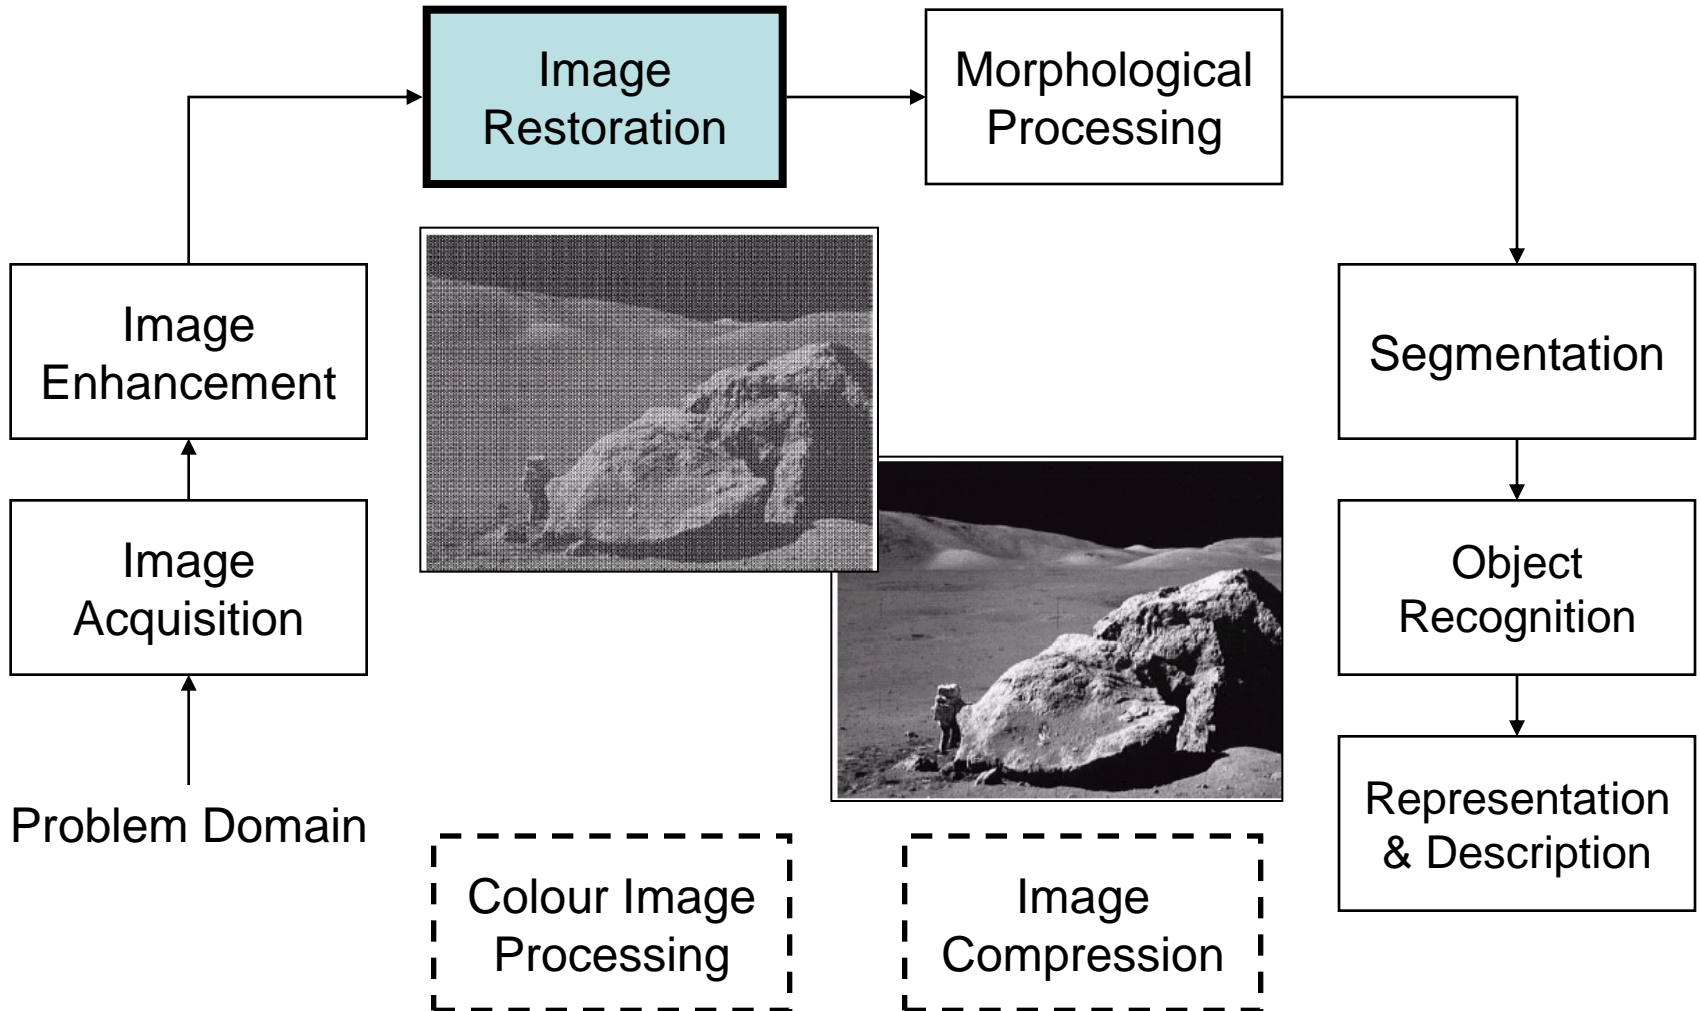 Image
Restoration
Morphological
Processing
Image
Enhancement
Segmentation
Image
Acquisition
Object
Recognition
Problem Domain
Representation
& Description
Colour Image
Processing
Image
Compression